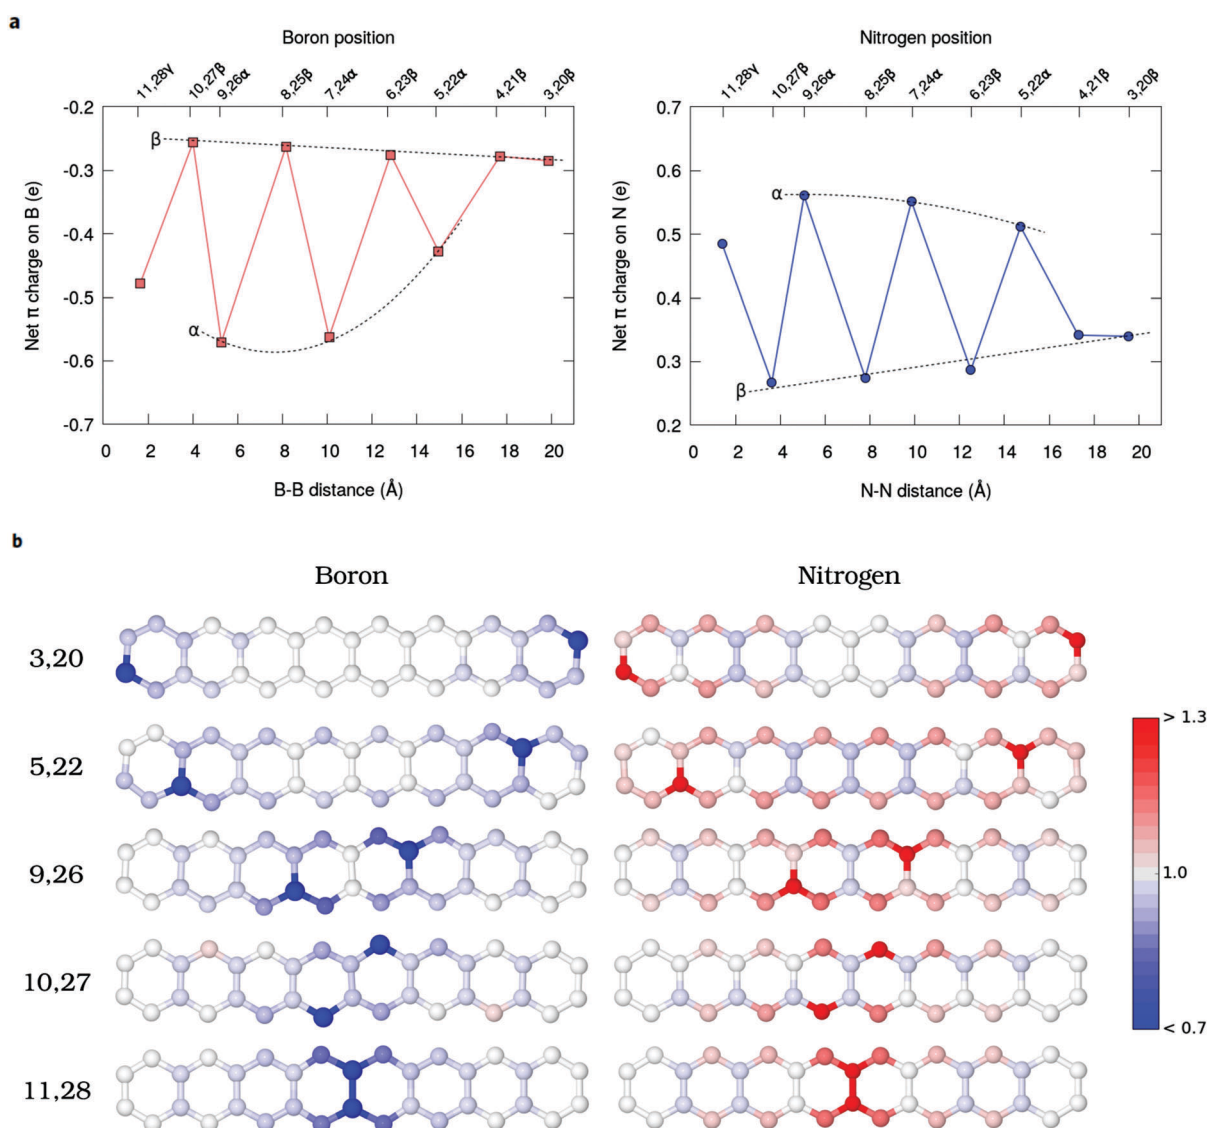 a
Boron position
11,28γ 10,27β 9,26α 8,25β 7,24α 6,23β 5,22α 4,21β 3,20β
-0.2
-0.3
-0.4
-0.5
-0.6
-0.7
Net π charge on B (e)
β
α
0 2 4 6 8 10 12 14 16 18 20
B-B distance (Å)
Nitrogen position
11,28γ 10,27β 9,26α 8,25β 7,24α 6,23β 5,22α 4,21β 3,20β
0.7
0.6
0.5
0.4
0.3
0.2
Net π charge on N (e)
α
β
0 2 4 6 8 10 12 14 16 18 20
N-N distance (Å)
b
Boron Nitrogen
3,20
5,22
9,26
10,27
11,28
> 1.3
1.0
< 0.7